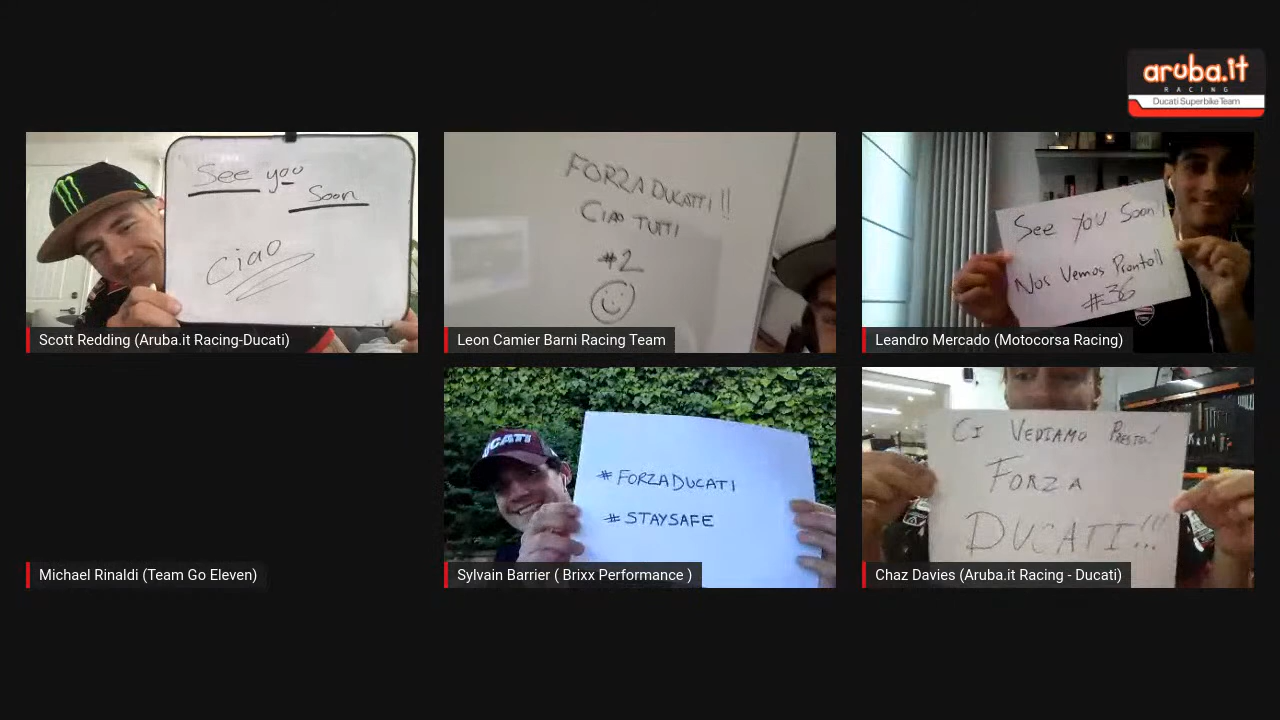 aruba.it
RACING
Ducati Superbike Team
See you
Soon
Ciao
Scott Redding (Aruba.it Racing-Ducati)
FORZA DUCATTI !!
CIAO TUTTI
#2
Leon Camier Barni Racing Team
See you Soon!
Nos Vemos Pronto!!
#36
Leandro Mercado (Motocorsa Racing)
Michael Rinaldi (Team Go Eleven)
UCATI
#FORZADUCATI
#STAYSAFE
Sylvain Barrier ( Brixx Performance )
CI VEDIAMO PRESTO!
FORZA
DUCATI!!!
Chaz Davies (Aruba.it Racing - Ducati)